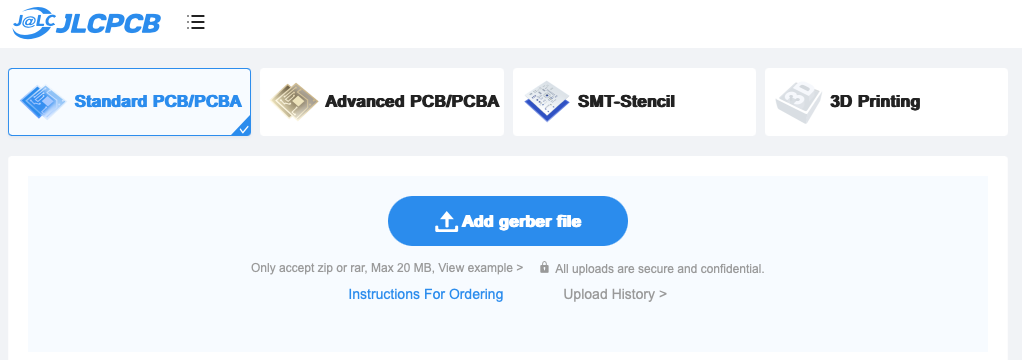 J@LC JLCPCB
Standard PCB/PCBA
Advanced PCB/PCBA
SMT-Stencil
3D Printing
Add gerber file
Only accept zip or rar, Max 20 MB, View example > All uploads are secure and confidential.
Instructions For Ordering Upload History >